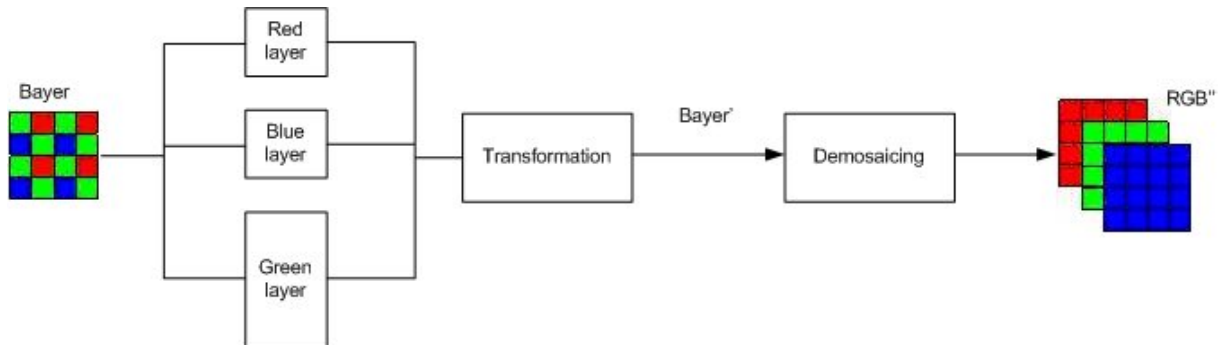 Bayer
Red
layer
Blue
layer
Green
layer
Transformation
Bayer'
Demosaicing
RGB"